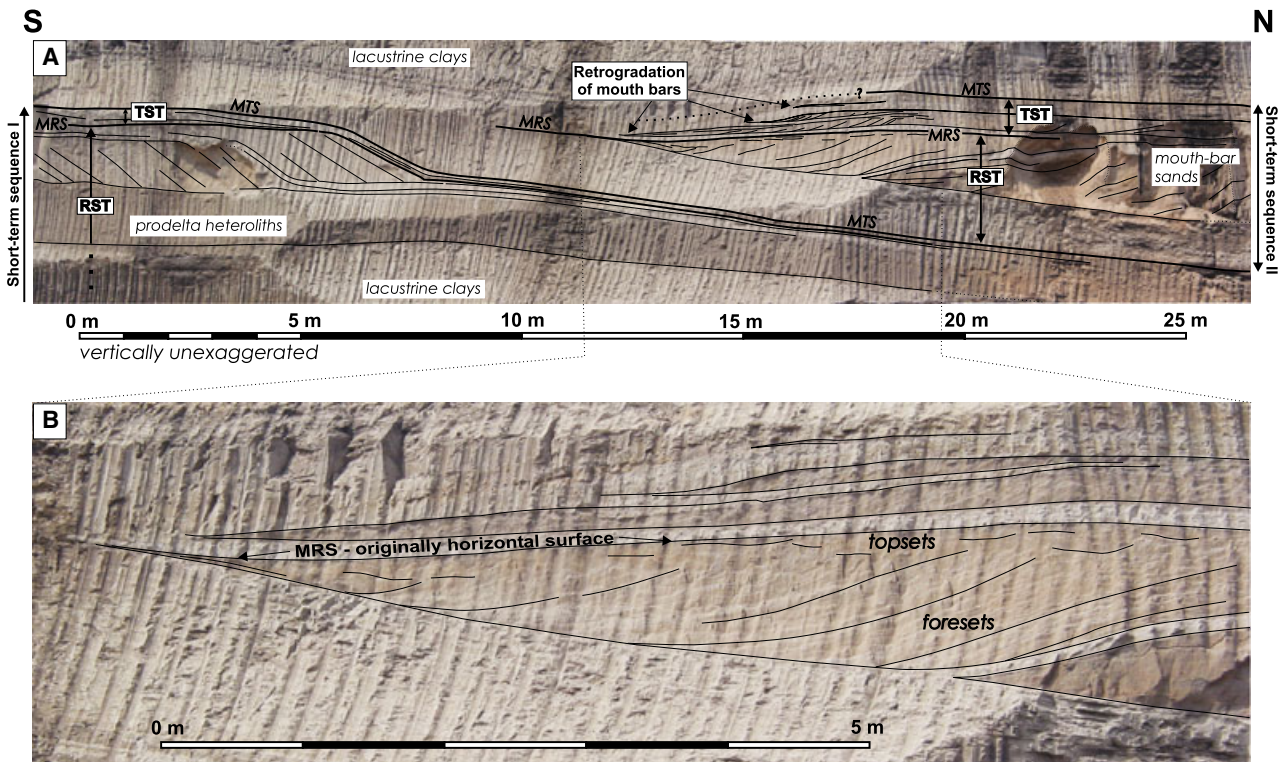 S
N
A
lacustrine clays
Retrogradation
of mouth bars
?
MTS
TST
MTS
TST
MRS
MRS
MRS
mouth-bar
sands
RST
RST
prodelta heteroliths
MTS
lacustrine clays
Short-term sequence I
Short-term sequence II
0 m
5 m
10 m
15 m
20 m
25 m
vertically unexaggerated
B
MRS - originally horizontal surface
topsets
foresets
0 m
5 m